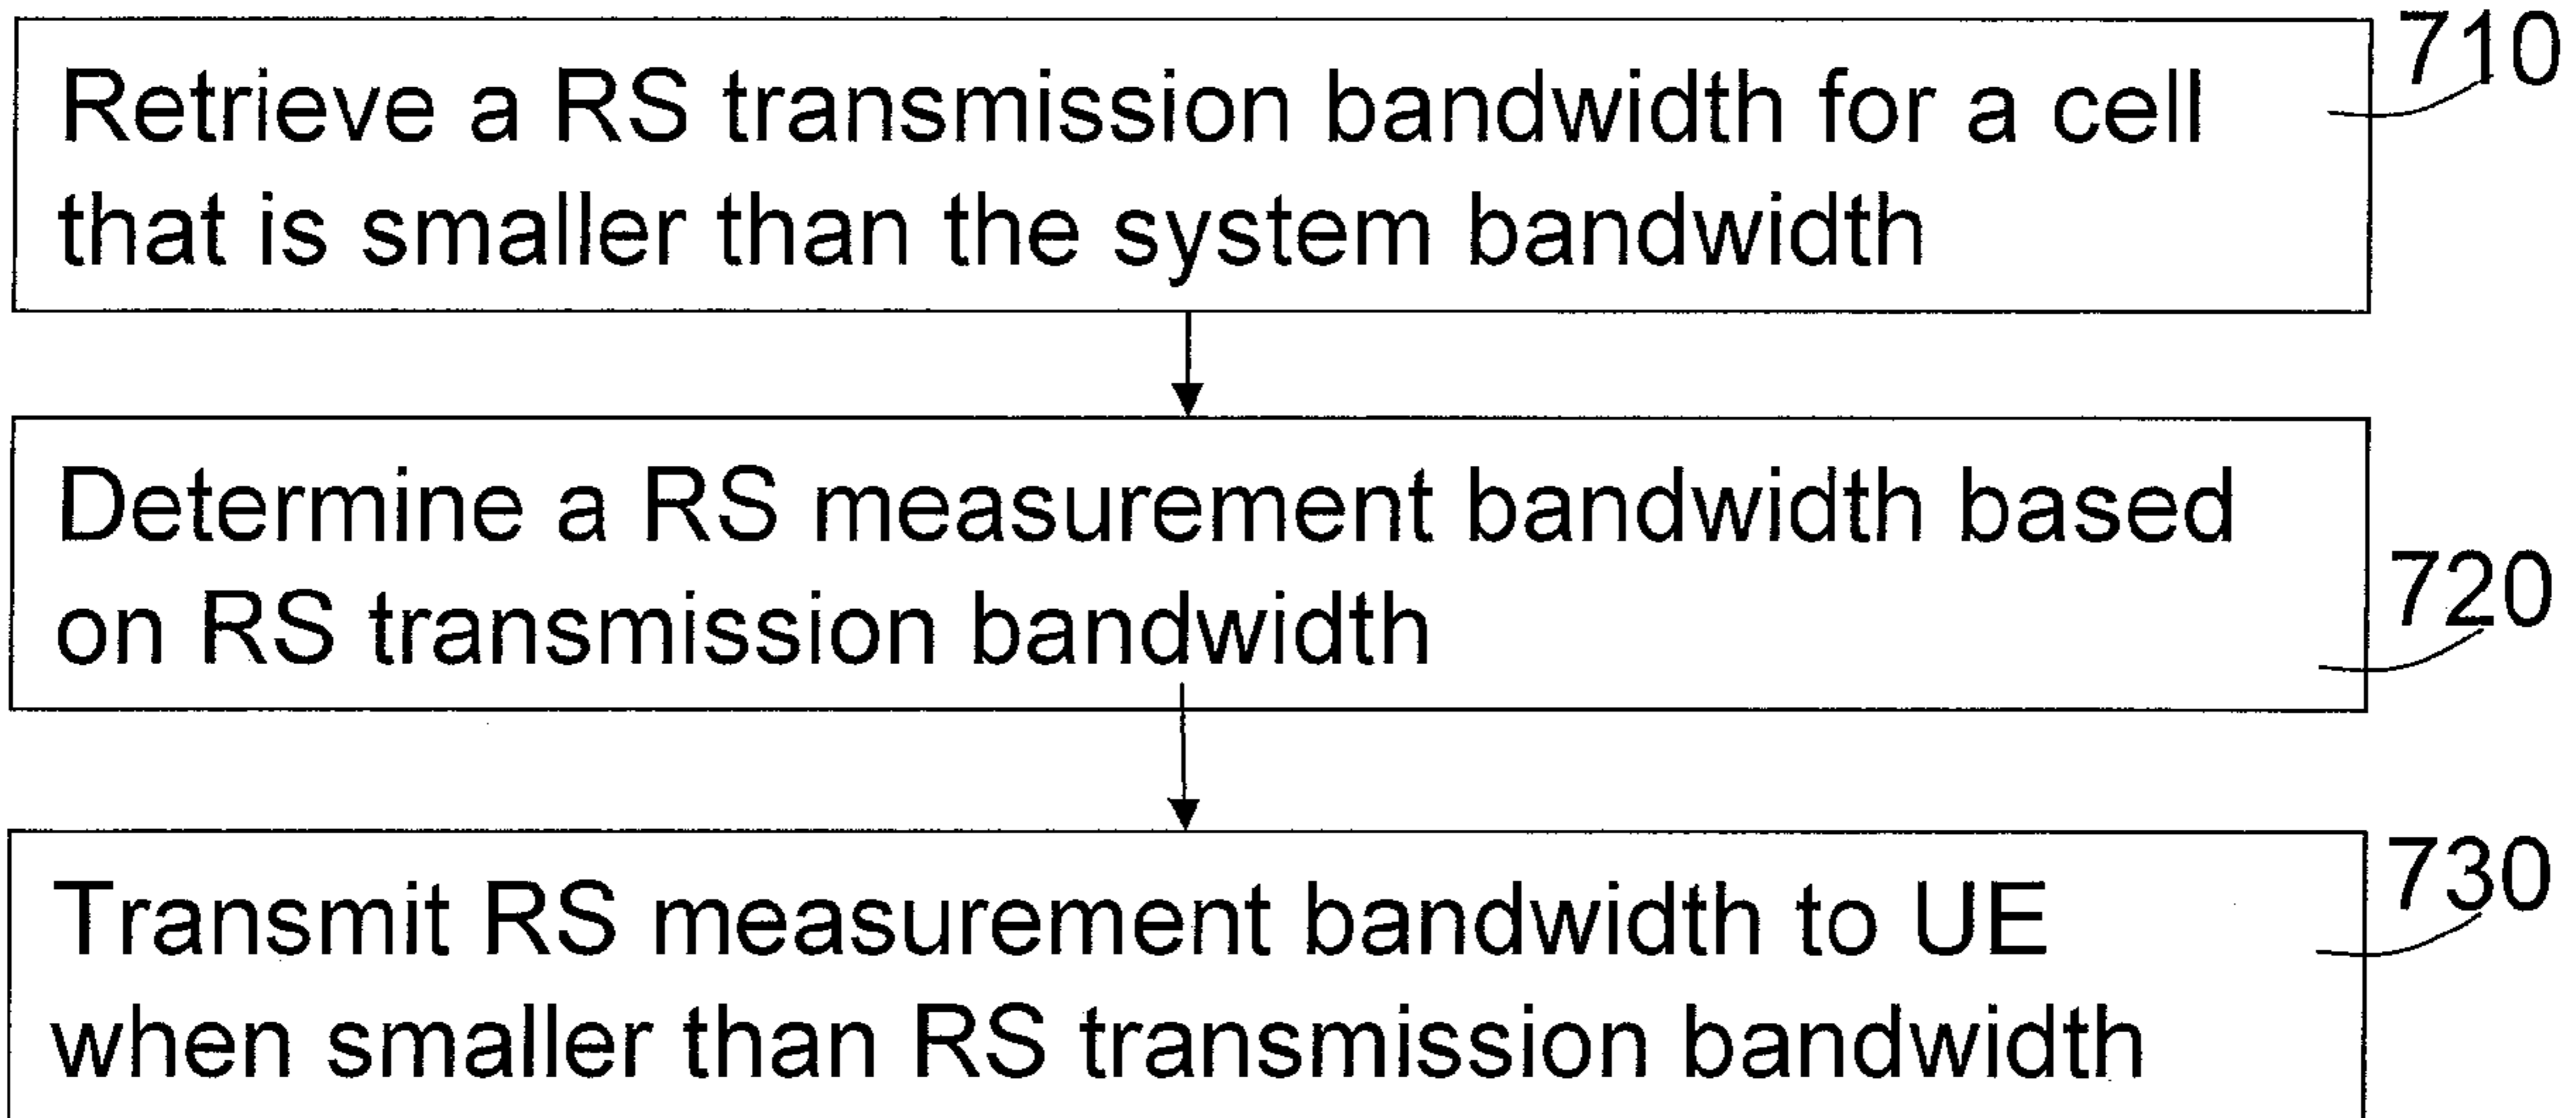 710
Retrieve a RS transmission bandwidth for a cell
that is smaller than the system bandwidth
Determine a RS measurement bandwidth based
on RS transmission bandwidth
720
Transmit RS measurement bandwidth to UE
when smaller than RS transmission bandwidth
730